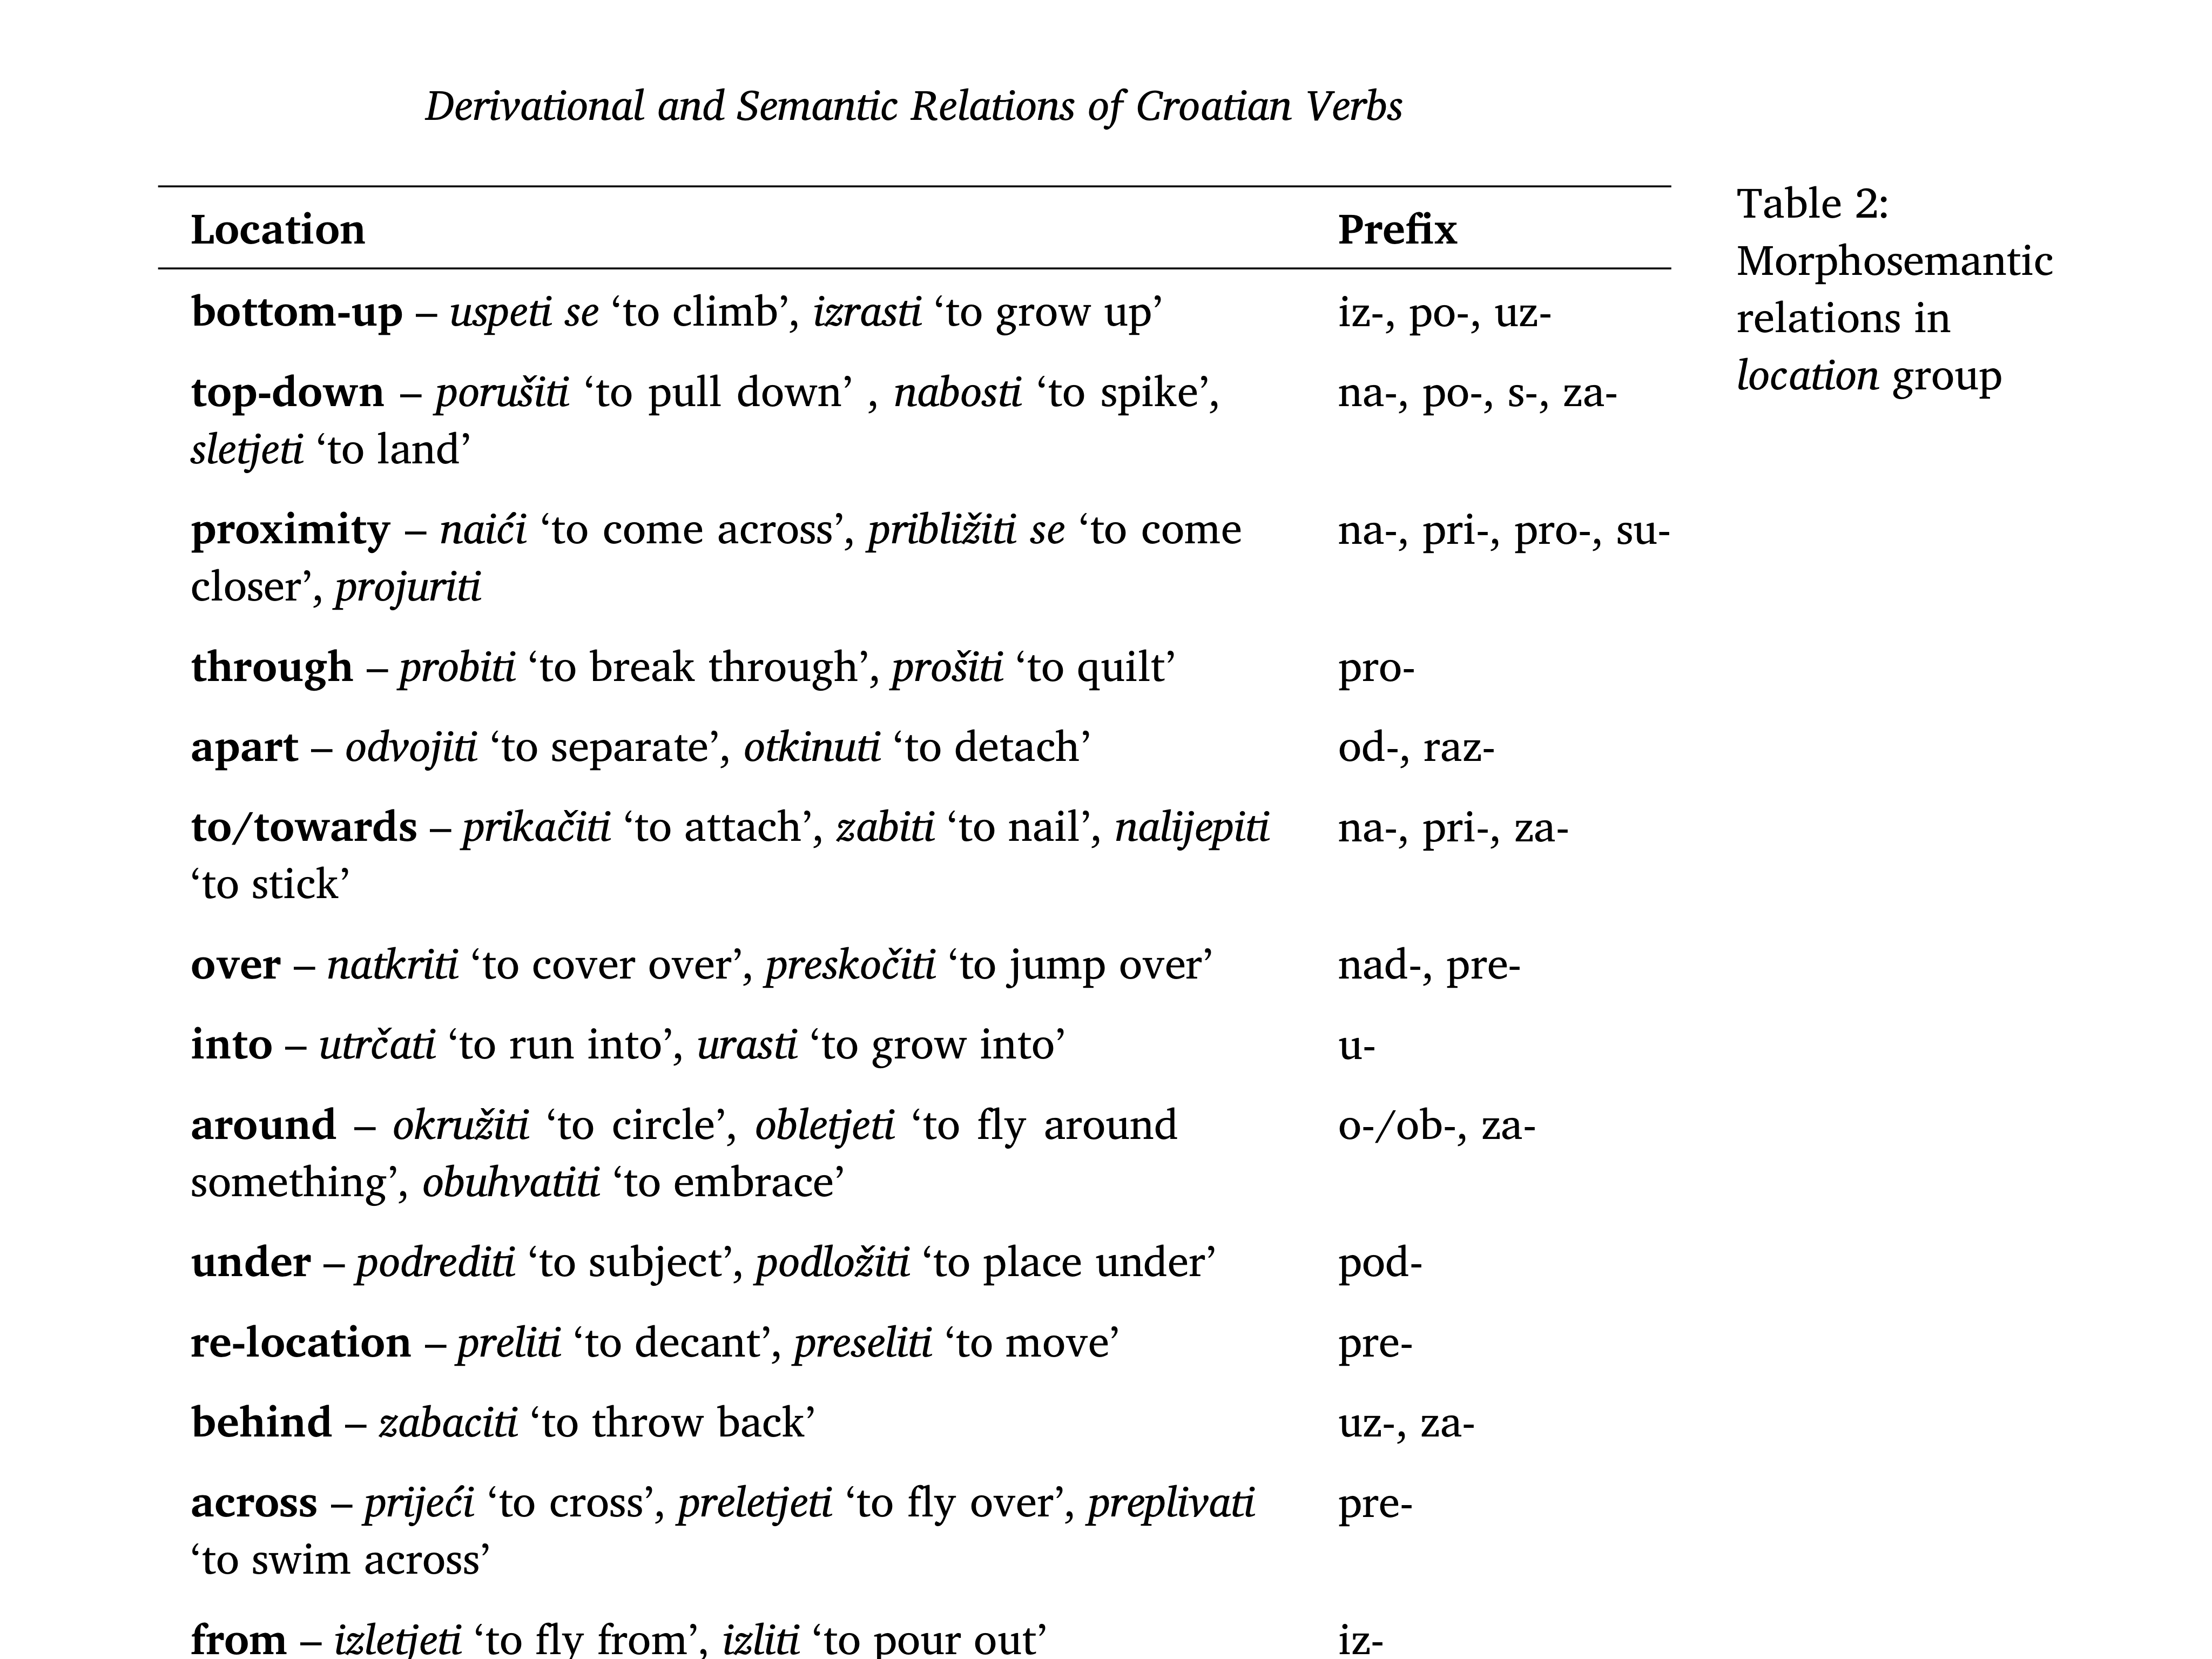 Derivational and Semantic Relations of Croatian Verbs
Location Prefix
bottom-up – uspeti se ‘to climb’, izrasti ‘to grow up’ iz-, po-, uz-
top-down – porušiti ‘to pull down’ , nabosti ‘to spike’, na-, po-, s-, za-
sletjeti ‘to land’
proximity – naići ‘to come across’, približiti se ‘to come na-, pri-, pro-, su-
closer’, projuriti
through – probiti ‘to break through’, prošiti ‘to quilt’ pro-
apart – odvojiti ‘to separate’, otkinuti ‘to detach’ od-, raz-
to/towards – prikačiti ‘to attach’, zabiti ‘to nail’, nalijepiti na-, pri-, za-
‘to stick’
over – natkriti ‘to cover over’, preskočiti ‘to jump over’ nad-, pre-
into – utrčati ‘to run into’, urasti ‘to grow into’ u-
around – okružiti ‘to circle’, obletjeti ‘to fly around o-/ob-, za-
something’, obuhvatiti ‘to embrace’
under – podrediti ‘to subject’, podložiti ‘to place under’ pod-
re-location – preliti ‘to decant’, preseliti ‘to move’ pre-
behind – zabaciti ‘to throw back’ uz-, za-
across – prijeći ‘to cross’, preletjeti ‘to fly over’, preplivati pre-
‘to swim across’
from – izletjeti ‘to fly from’, izliti ‘to pour out’ iz-
Table 2:
Morphosemantic
relations in
location group